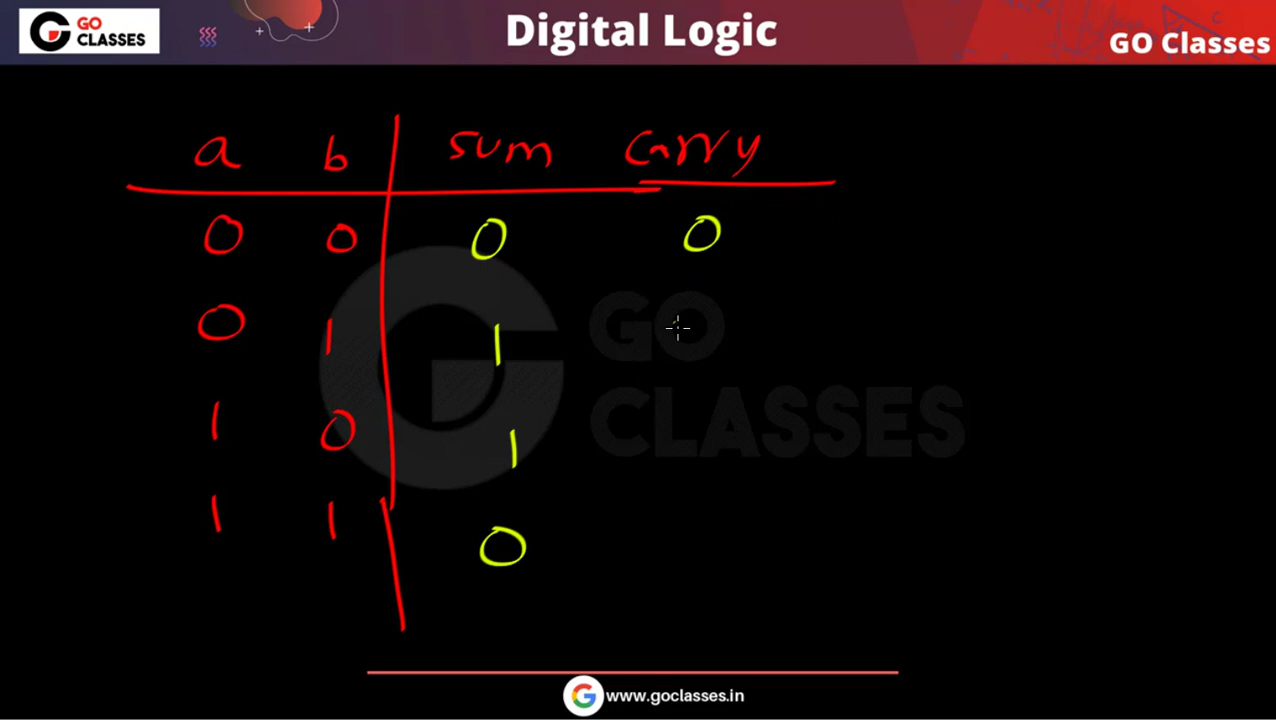 GO CLASSES
Digital Logic
GO Classes
a b sum carry
0 0 0 0
0 1 1
1 0 1
1 1 0
GO
CLASSES
www.goclasses.in